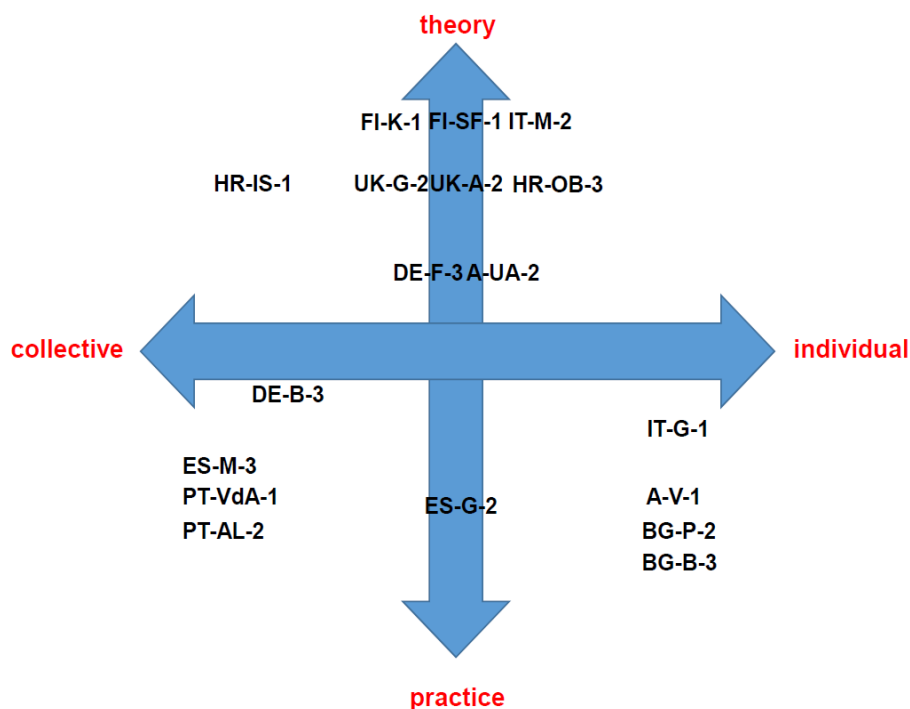 theory
FI-K-1 FI-SF-1 IT-M-2
HR-IS-1 UK-G-2 UK-A-2 HR-OB-3
DE-F-3 A-UA-2
collective individual
DE-B-3
IT-G-1
ES-M-3
PT-VdA-1 ES-G-2 A-V-1
PT-AL-2 BG-P-2
BG-B-3
practice